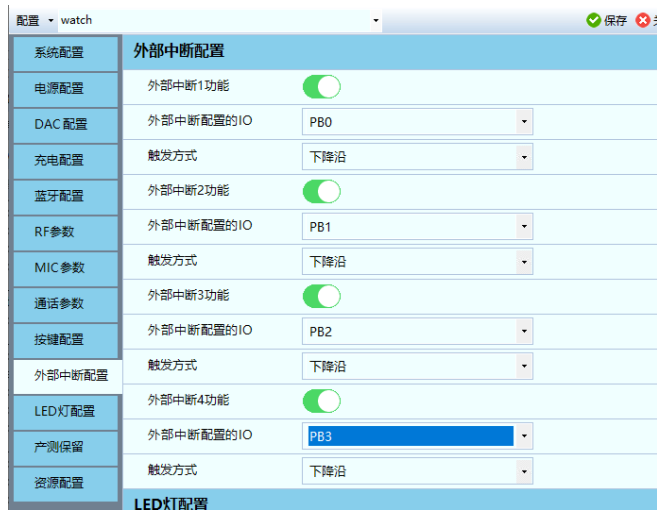 配置 watch 保存
系统配置
电源配置
DAC配置
充电配置
蓝牙配置
RF参数
MIC参数
通话参数
按键配置
外部中断配置
LED灯配置
产测保留
资源配置
外部中断配置
外部中断1功能
外部中断配置的IO PB0
触发方式 下降沿
外部中断2功能
外部中断配置的IO PB1
触发方式 下降沿
外部中断3功能
外部中断配置的IO PB2
触发方式 下降沿
外部中断4功能
外部中断配置的IO PB3
触发方式 下降沿
LED灯配置